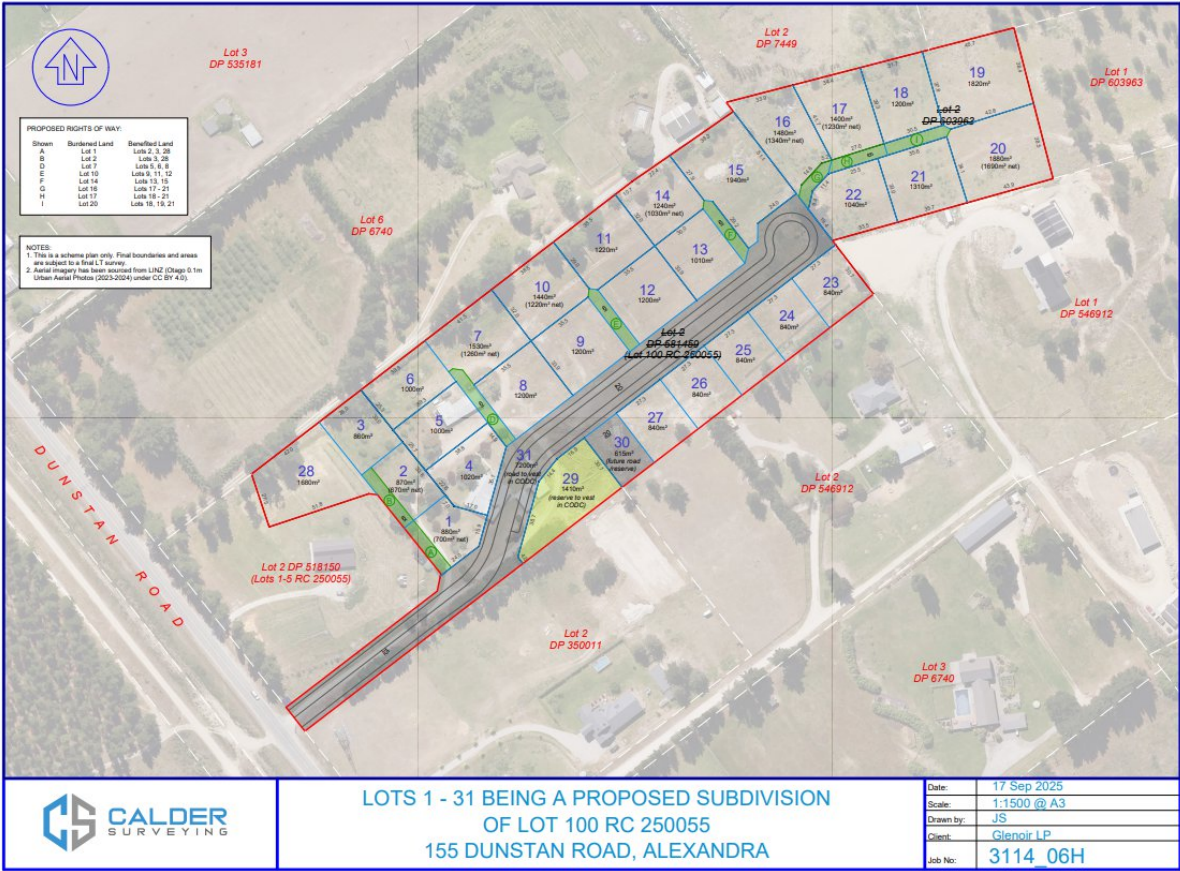 N
PROPOSED RIGHTS OF WAY:
Shown Burdened Land Benefited Land
A Lot 1 Lots 2, 3, 28
B Lot 2 Lots 3, 28
D Lot 7 Lots 5, 6, 8
E Lot 10 Lots 9, 11, 12
F Lot 14 Lots 13, 15
G Lot 16 Lots 17 - 21
H Lot 17 Lots 18 - 21
I Lot 20 Lots 18, 19, 21
NOTES:
1. This is a scheme plan only. Final boundaries and areas
are subject to a final LT survey.
2. Aerial imagery has been sourced from LINZ (Otago 0.1m
Urban Aerial Photos (2023-2024) under CC BY 4.0).
Lot 3
DP 535181
Lot 2
DP 7449
Lot 1
DP 603963
Lot 2
DP 603963
Lot 6
DP 6740
Lot 1
DP 546912
Lot 2
DP 581459
(Lot 100 RC 250055)
Lot 2
DP 546912
Lot 2 DP 518150
(Lots 1-5 RC 250055)
Lot 2
DP 350011
Lot 3
DP 6740
DUNSTAN ROAD
19
1820m²
18
1200m²
17
1400m²
(1230m² net)
16
1480m²
(1340m² net)
20
1880m²
(1690m² net)
21
1310m²
22
1040m²
15
1940m²
14
1240m²
(1030m² net)
13
1010m²
11
1220m²
12
1200m²
10
1440m²
(1220m² net)
9
1200m²
7
1530m²
(1260m² net)
8
1200m²
6
1000m²
5
1000m²
3
860m²
4
1020m²
2
870m²
(670m² net)
1
880m²
(700m² net)
28
1680m²
23
840m²
24
840m²
25
840m²
26
840m²
27
840m²
30
615m²
(future road
reserve)
29
1410m²
(reserve to vest
in CODC)
31
7200m²
(road to vest
in CODC)
A
B
D
E
F
G
H
I
20
CALDER
SURVEYING
LOTS 1 - 31 BEING A PROPOSED SUBDIVISION
OF LOT 100 RC 250055
155 DUNSTAN ROAD, ALEXANDRA
Date: 17 Sep 2025
Scale: 1:1500 @ A3
Drawn by: JS
Client: Glenoir LP
Job No: 3114_06H